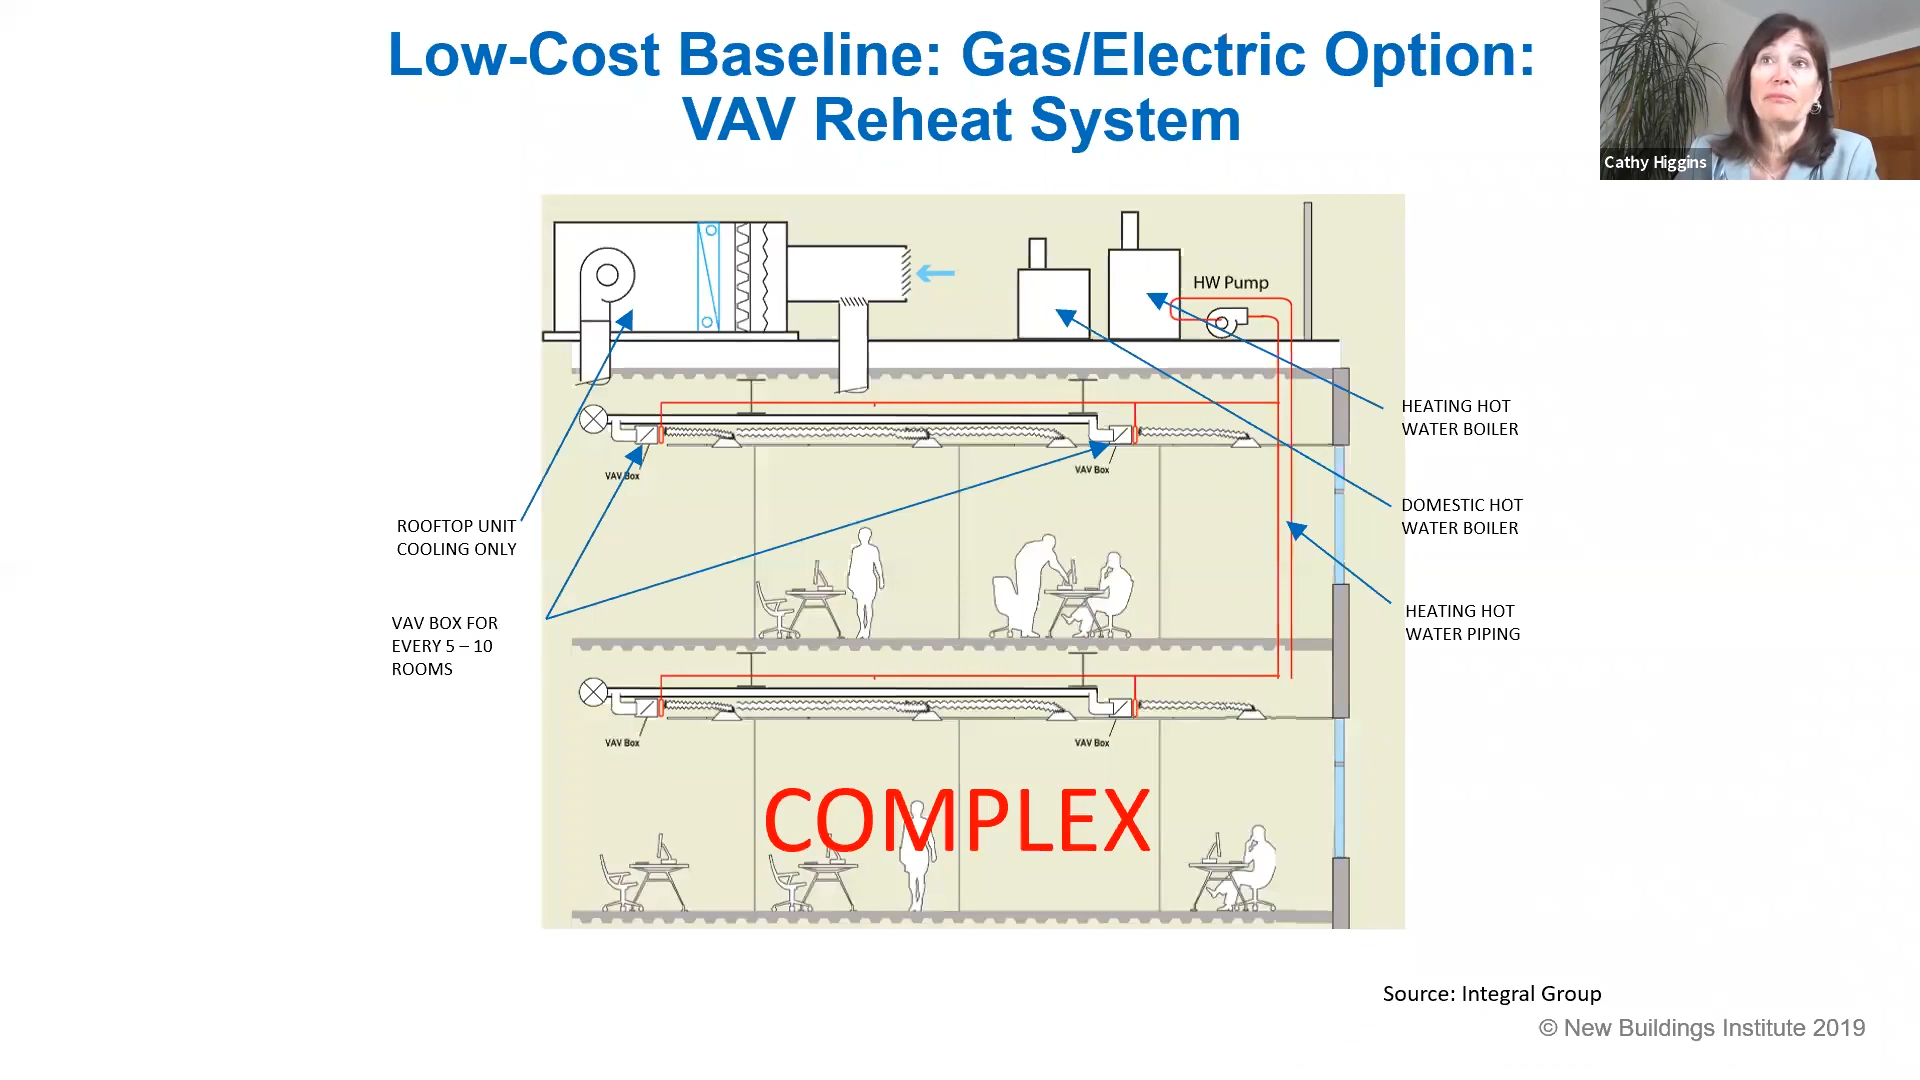 Low-Cost Baseline: Gas/Electric Option:
VAV Reheat System
Cathy Higgins
HW Pump
HEATING HOT
WATER BOILER
VAV Box
VAV Box
ROOFTOP UNIT
COOLING ONLY
DOMESTIC HOT
WATER BOILER
VAV BOX FOR
EVERY 5 – 10
ROOMS
HEATING HOT
WATER PIPING
VAV Box
VAV Box
COMPLEX
Source: Integral Group
© New Buildings Institute 2019